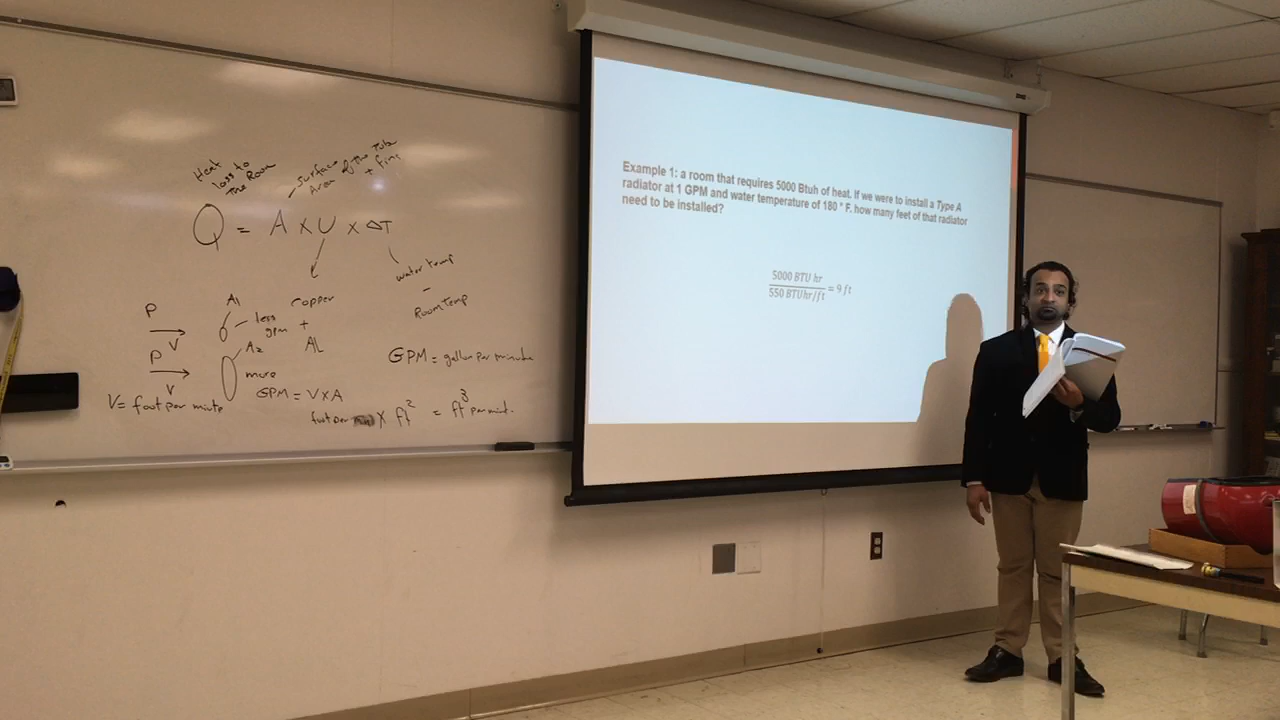 Heat
loss to
the Room
surface
Area of the Tube
+ fins
Q = A x U x ΔT
water temp
-
Room temp
Copper
+
AL
P
V
A1
less
gpm
P
V
A2
more
V = foot per minute
GPM = gallon per minute
GPM = V x A
foot per x ft² = ft³ per min.
Example 1: a room that requires 5000 Btuh of heat. If we were to install a Type A
radiator at 1 GPM and water temperature of 180 ° F. how many feet of that radiator
need to be installed?
5000 BTU hr
550 BTUhr/ft = 9 ft